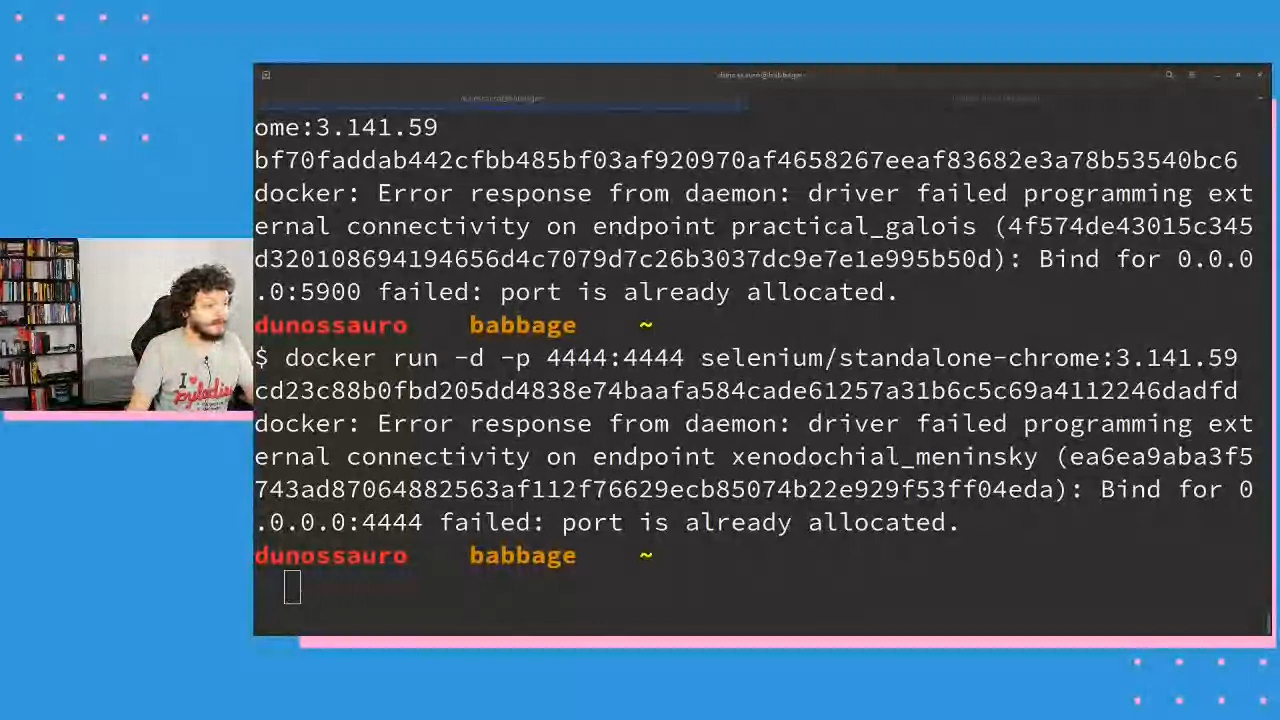 dunossauro@babbage
ome:3.141.59
bf70faddab442cfbb485bf03af920970af4658267eeaf83682e3a78b53540bc6
docker: Error response from daemon: driver failed programming ext
ernal connectivity on endpoint practical_galois (4f574de43015c345
d320108694194656d4c7079d7c26b3037dc9e7e1e995b50d): Bind for 0.0.0
.0:5900 failed: port is already allocated.
dunossauro babbage ~
$ docker run -d -p 4444:4444 selenium/standalone-chrome:3.141.59
cd23c88b0fbd205dd4838e74baafa584cade61257a31b6c5c69a4112246dadfd
docker: Error response from daemon: driver failed programming ext
ernal connectivity on endpoint xenodochial_meninsky (ea6ea9aba3f5
743ad87064882563af112f76629ecb85074b22e929f53ff04eda): Bind for 0
.0.0.0:4444 failed: port is already allocated.
dunossauro babbage ~
I